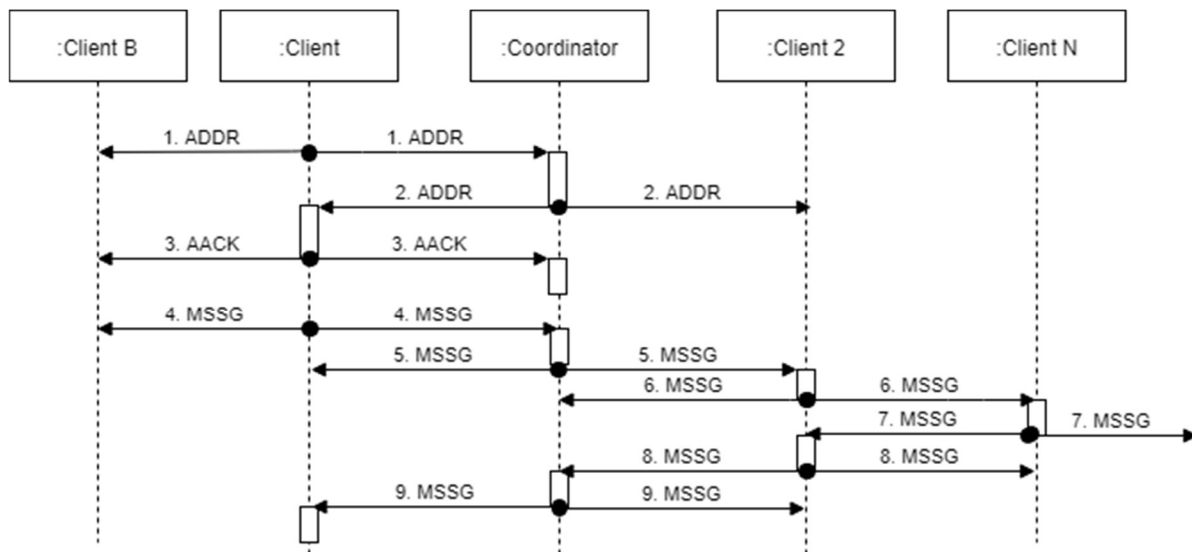 :Client B
:Client
:Coordinator
:Client 2
:Client N
1. ADDR
1. ADDR
2. ADDR
2. ADDR
3. AACK
3. AACK
4. MSSG
4. MSSG
5. MSSG
5. MSSG
6. MSSG
6. MSSG
7. MSSG
7. MSSG
8. MSSG
8. MSSG
9. MSSG
9. MSSG